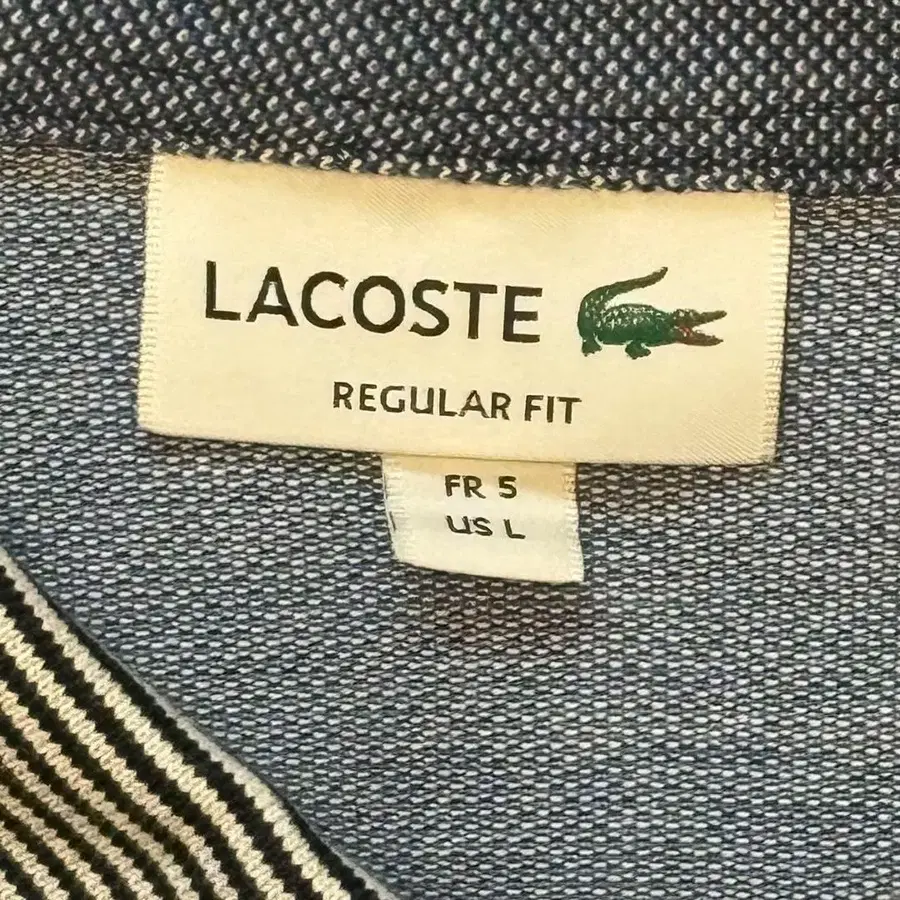 LACOSTE
REGULAR FIT
FR 5
US L